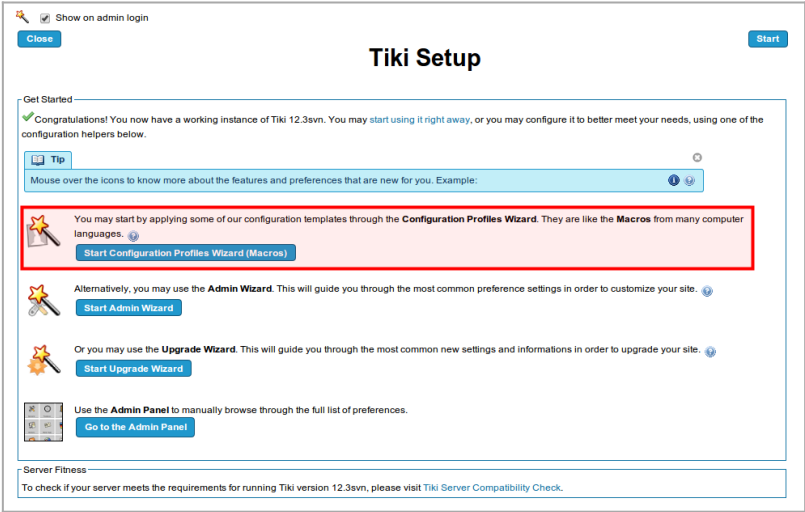 Show on admin login
Close
Start
Tiki Setup
Get Started
Congratulations! You now have a working instance of Tiki 12.3svn. You may start using it right away, or you may configure it to better meet your needs, using one of the
configuration helpers below.
Tip
Mouse over the icons to know more about the features and preferences that are new for you. Example:
You may start by applying some of our configuration templates through the Configuration Profiles Wizard. They are like the Macros from many computer
languages.
Start Configuration Profiles Wizard (Macros)
Alternatively, you may use the Admin Wizard. This will guide you through the most common preference settings in order to customize your site.
Start Admin Wizard
Or you may use the Upgrade Wizard. This will guide you through the most common new settings and informations in order to upgrade your site.
Start Upgrade Wizard
Use the Admin Panel to manually browse through the full list of preferences.
Go to the Admin Panel
Server Fitness
To check if your server meets the requirements for running Tiki version 12.3svn, please visit Tiki Server Compatibility Check.